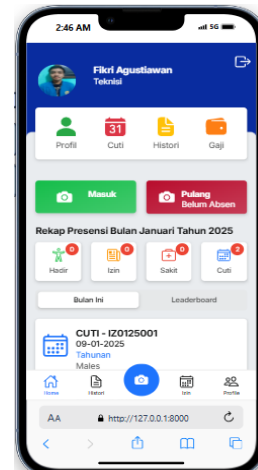 2:46 AM
5G
Fikri Agustiawan
Teknisi
31
Profil Cuti Histori Gaji
Masuk
Pulang
Belum Absen
Rekap Presensi Bulan Januari Tahun 2025
0 0 0 2
Hadir Izin Sakit Cuti
Bulan Ini Leaderboard
CUTI - IZ0125001
09-01-2025
Tahunan
Males
Home Histori Izin Profile
AA http://127.0.0.1:8000